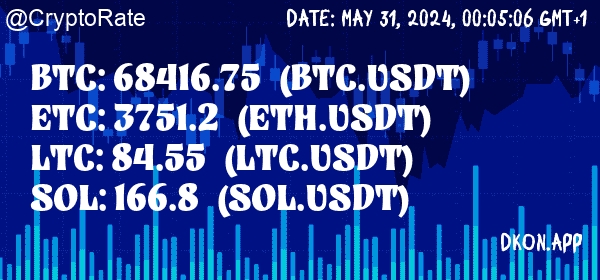 @CryptoRate
DATE: MAY 31, 2024, 00:05:06 GMT+1
BTC: 68416.75 (BTC.USDT)
ETC: 3751.2 (ETH.USDT)
LTC: 84.55 (LTC.USDT)
SOL: 166.8 (SOL.USDT)
DKON.APP